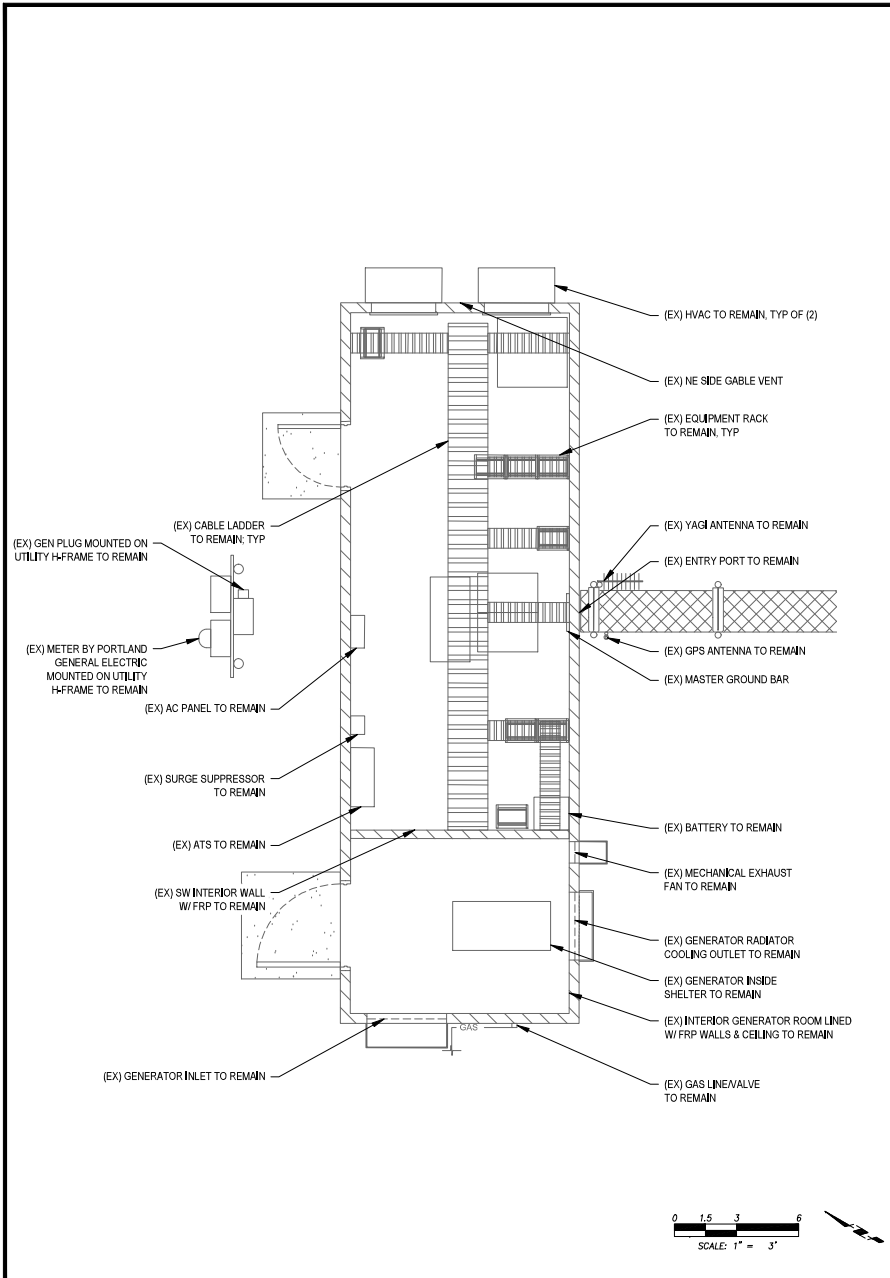 (EX) HVAC TO REMAIN, TYP OF (2)
(EX) NE SIDE GABLE VENT
(EX) EQUIPMENT RACK
TO REMAIN, TYP
(EX) CABLE LADDER
TO REMAIN; TYP
(EX) GEN PLUG MOUNTED ON
UTILITY H-FRAME TO REMAIN
(EX) YAGI ANTENNA TO REMAIN
(EX) ENTRY PORT TO REMAIN
(EX) METER BY PORTLAND
GENERAL ELECTRIC
MOUNTED ON UTILITY
H-FRAME TO REMAIN
(EX) GPS ANTENNA TO REMAIN
(EX) MASTER GROUND BAR
(EX) AC PANEL TO REMAIN
(EX) SURGE SUPPRESSOR
TO REMAIN
(EX) ATS TO REMAIN
(EX) BATTERY TO REMAIN
(EX) SW INTERIOR WALL
W/ FRP TO REMAIN
(EX) MECHANICAL EXHAUST
FAN TO REMAIN
(EX) GENERATOR RADIATOR
COOLING OUTLET TO REMAIN
(EX) GENERATOR INSIDE
SHELTER TO REMAIN
(EX) INTERIOR GENERATOR ROOM LINED
W/ FRP WALLS & CEILING TO REMAIN
GAS
(EX) GENERATOR INLET TO REMAIN
(EX) GAS LINE/VALVE
TO REMAIN
0 1.5 3 6
SCALE: 1" = 3'